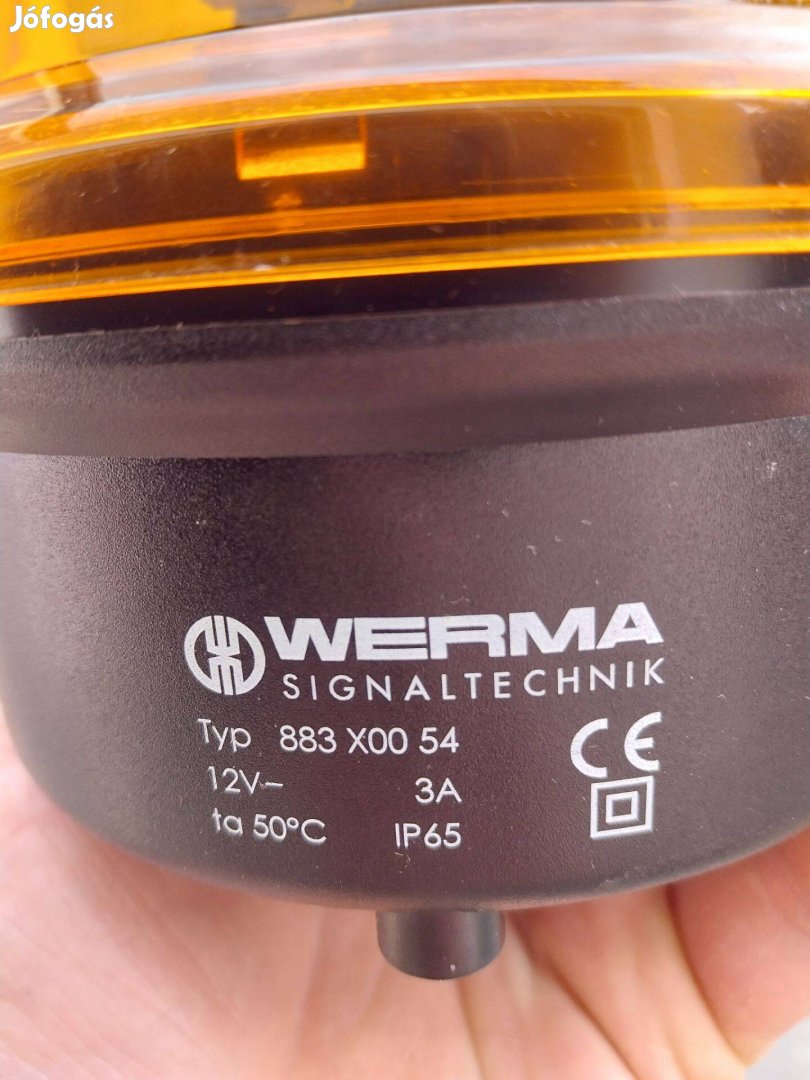 Jófogás
WERMA
SIGNALTECHNIK
Typ 883 X00 54
12V⎓ 3A
ta 50°C IP65
CE